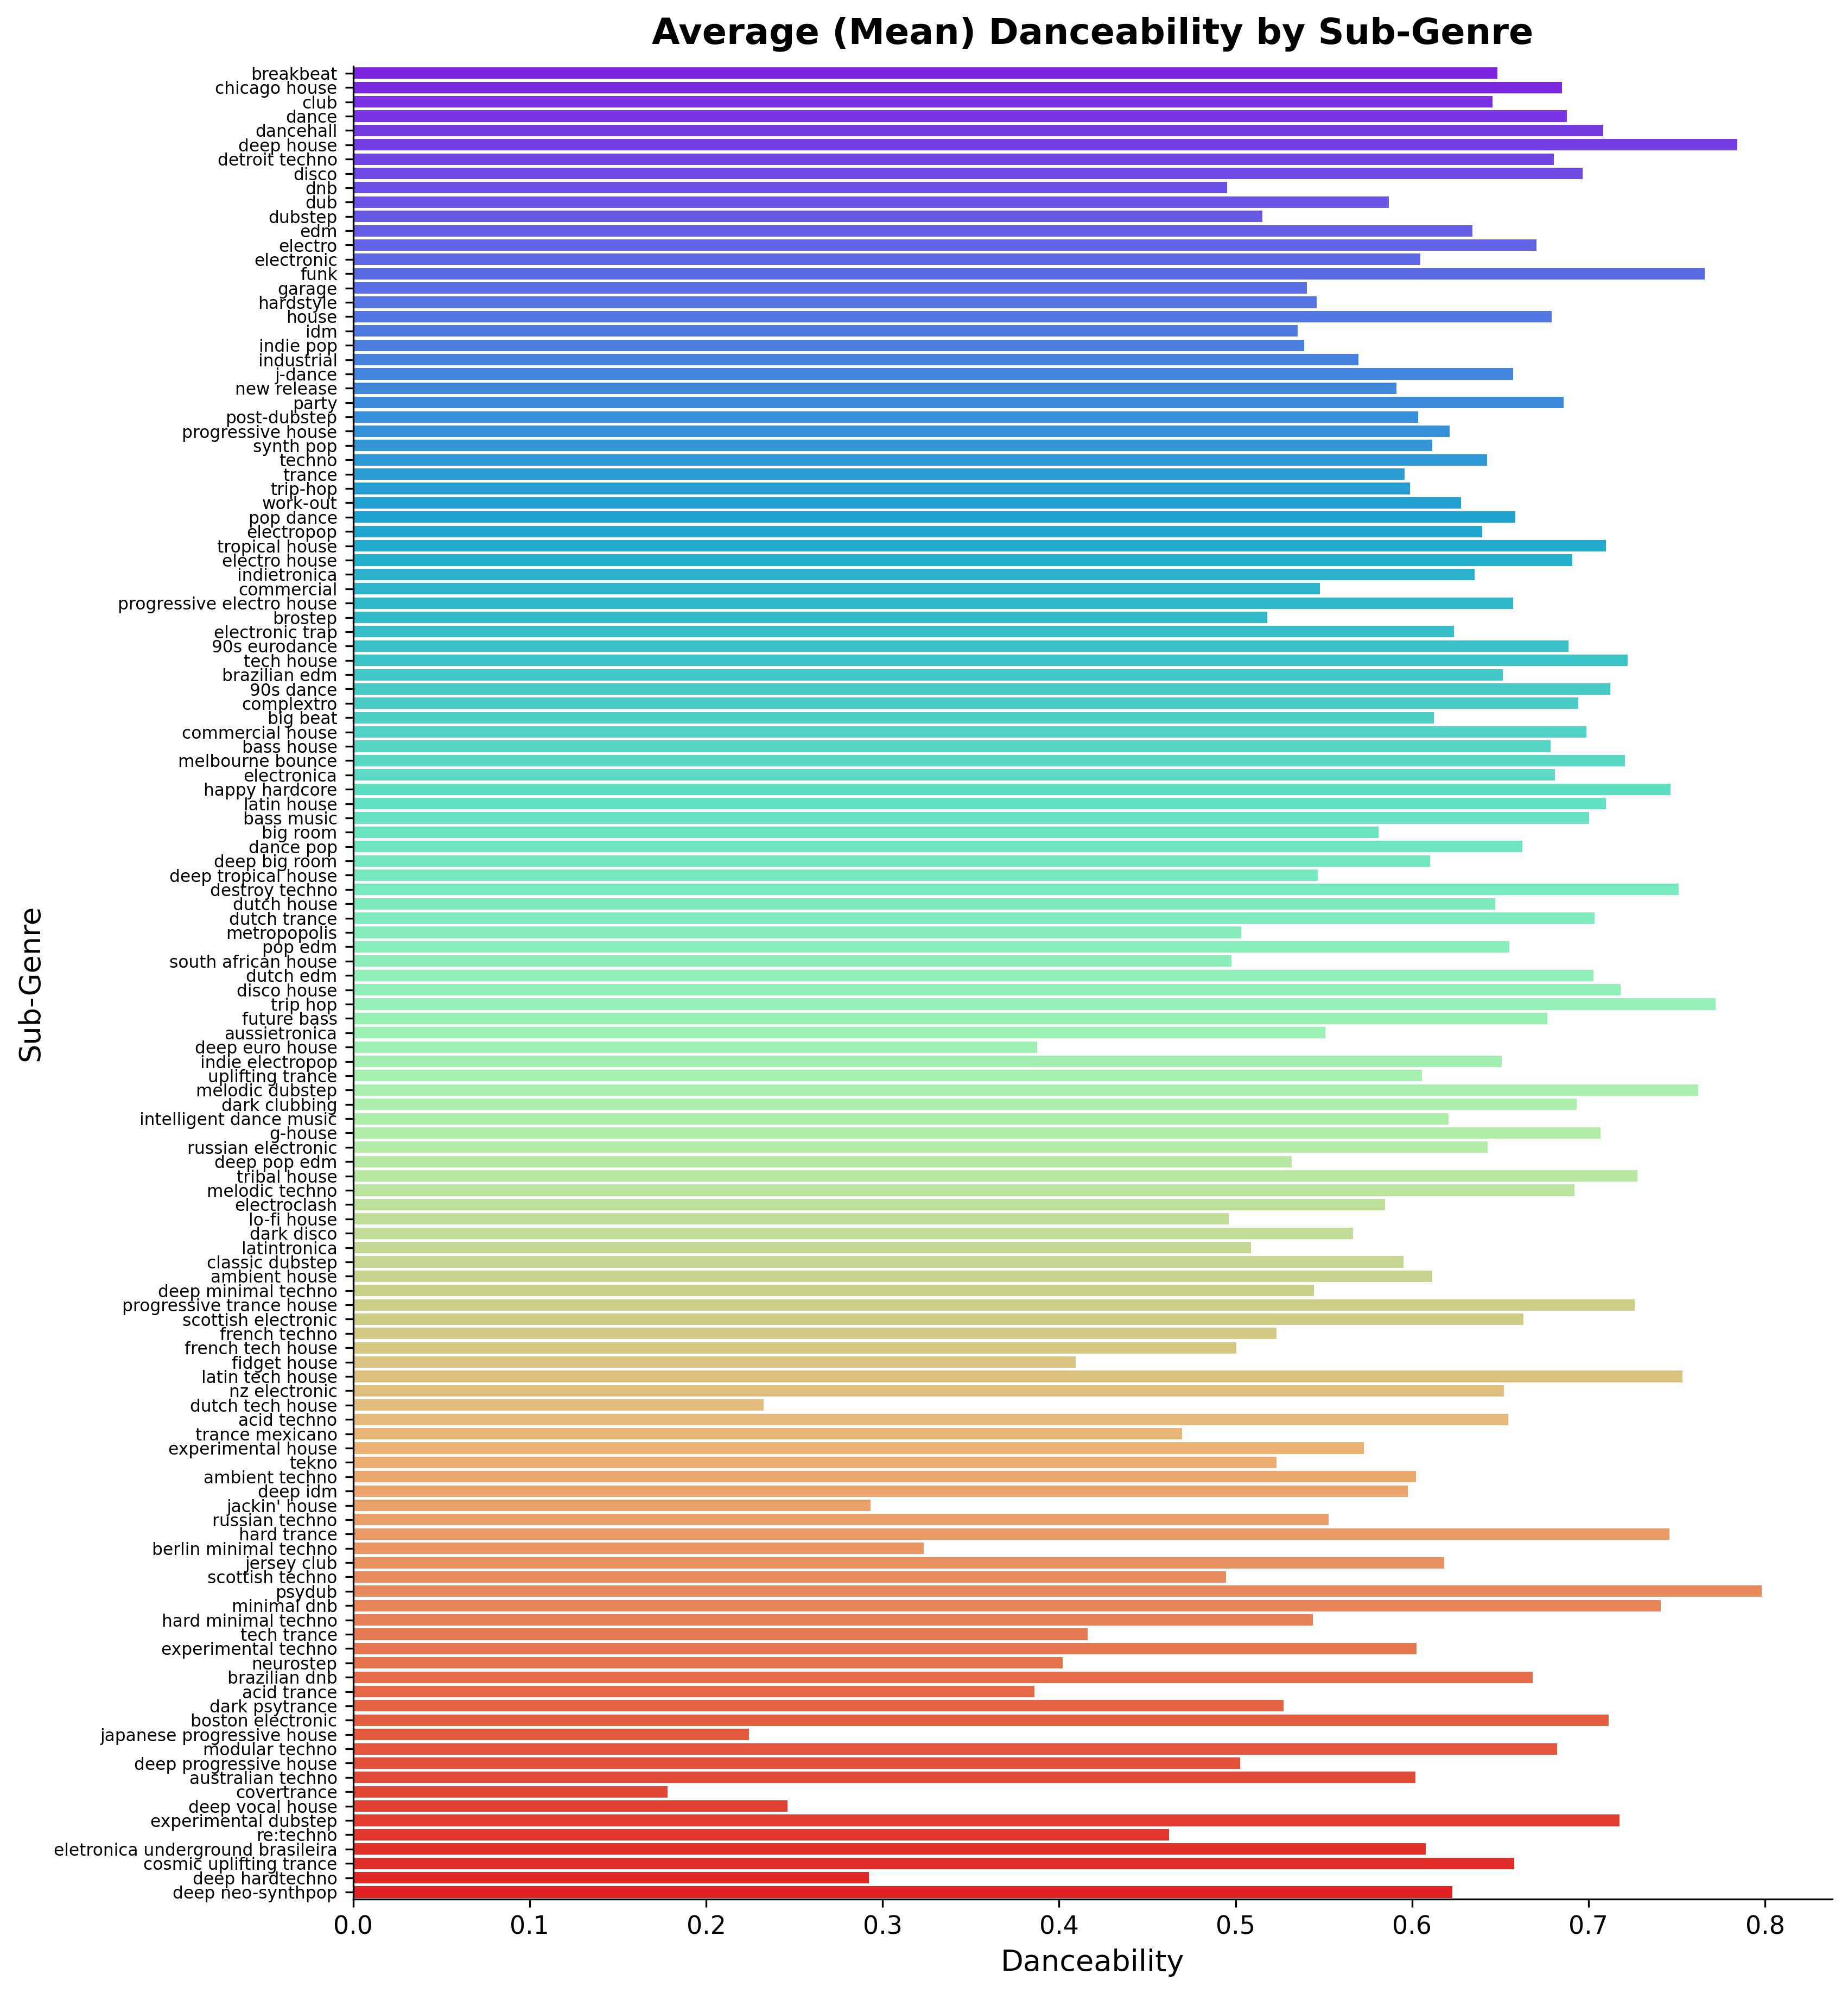 Average (Mean) Danceability by Sub-Genre
Sub-Genre
breakbeat
chicago house
club
dance
dancehall
deep house
detroit techno
disco
dnb
dub
dubstep
edm
electro
electronic
funk
garage
hardstyle
house
idm
indie pop
industrial
j-dance
new release
party
post-dubstep
progressive house
synth pop
techno
trance
trip-hop
work-out
pop dance
electropop
tropical house
electro house
indietronica
commercial
progressive electro house
brostep
electronic trap
90s eurodance
tech house
brazilian edm
90s dance
complextro
big beat
commercial house
bass house
melbourne bounce
electronica
happy hardcore
latin house
bass music
big room
dance pop
deep big room
deep tropical house
destroy techno
dutch house
dutch trance
metropopolis
pop edm
south african house
dutch edm
disco house
trip hop
future bass
aussietronica
deep euro house
indie electropop
uplifting trance
melodic dubstep
dark clubbing
intelligent dance music
g-house
russian electronic
deep pop edm
tribal house
melodic techno
electroclash
lo-fi house
dark disco
latintronica
classic dubstep
ambient house
deep minimal techno
progressive trance house
scottish electronic
french techno
french tech house
fidget house
latin tech house
nz electronic
dutch tech house
acid techno
trance mexicano
experimental house
tekno
ambient techno
deep idm
jackin' house
russian techno
hard trance
berlin minimal techno
jersey club
scottish techno
psydub
minimal dnb
hard minimal techno
tech trance
experimental techno
neurostep
brazilian dnb
acid trance
dark psytrance
boston electronic
japanese progressive house
modular techno
deep progressive house
australian techno
covertrance
deep vocal house
experimental dubstep
re:techno
eletronica underground brasileira
cosmic uplifting trance
deep hardtechno
deep neo-synthpop
0.0 0.1 0.2 0.3 0.4 0.5 0.6 0.7 0.8
Danceability